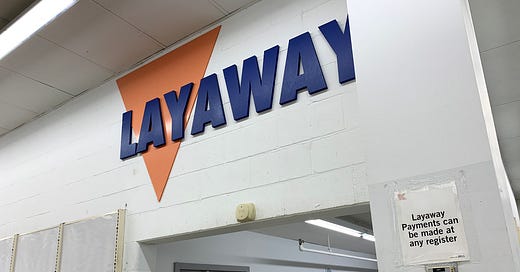 LAYAWAY
Layaway
Payments can
be made at
any register